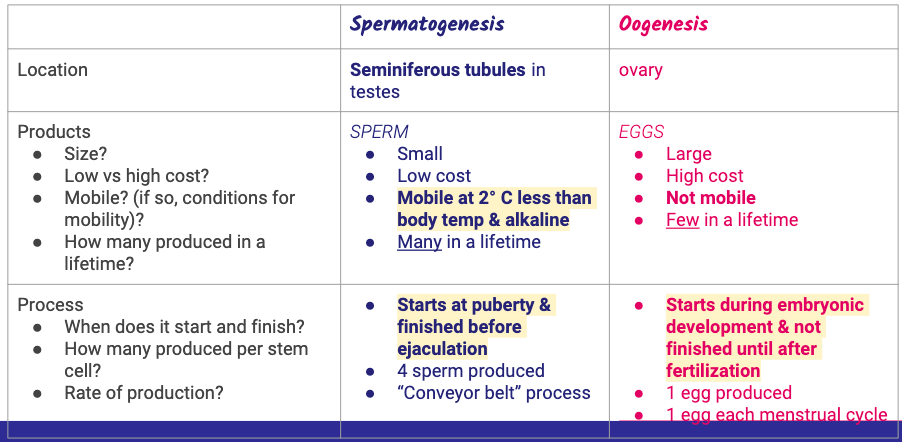 Spermatogenesis
Oogenesis
Location
Seminiferous tubules in
testes
ovary
Products
● Size?
● Low vs high cost?
● Mobile? (if so, conditions for
mobility)?
● How many produced in a
lifetime?
SPERM
● Small
● Low cost
● Mobile at 2° C less than
body temp & alkaline
● Many in a lifetime
EGGS
● Large
● High cost
● Not mobile
● Few in a lifetime
Process
● When does it start and finish?
● How many produced per stem
cell?
● Rate of production?
● Starts at puberty &
finished before
ejaculation
● 4 sperm produced
● “Conveyor belt” process
● Starts during embryonic
development & not
finished until after
fertilization
● 1 egg produced
● 1 egg each menstrual cycle